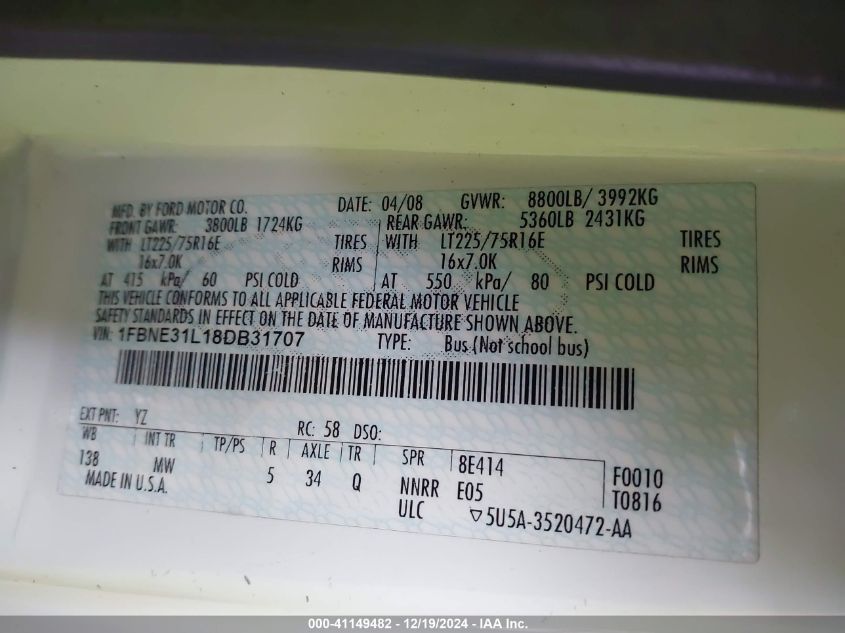 MFD. BY FORD MOTOR CO. DATE: 04/08 GVWR: 8800LB/ 3992KG
FRONT GAWR: 3800LB 1724KG REAR GAWR: 5360LB 2431KG
WITH LT225/75R16E TIRES WITH LT225/75R16E TIRES
16x7.0K RIMS 16x7.0K RIMS
AT 415 kPa/ 60 PSI COLD AT 550 kPa/ 80 PSI COLD
THIS VEHICLE CONFORMS TO ALL APPLICABLE FEDERAL MOTOR VEHICLE
SAFETY STANDARDS IN EFFECT ON THE DATE OF MANUFACTURE SHOWN ABOVE.
VIN: 1FBNE31L18DB31707 TYPE: Bus (Not school bus)
EXT PNT: YZ RC: 58 DSO:
WB INT TR TP/PS R AXLE TR SPR 8E414 F0010
138 MW 5 34 Q NNRR E05 T0816
MADE IN U.S.A. ULC ▽5U5A-3520472-AA
000-41149482 - 12/19/2024 - IAA Inc.